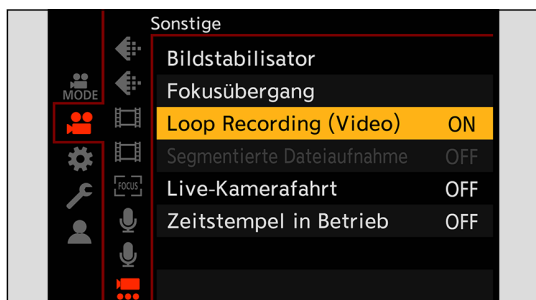 Sonstige
Bildstabilisator
Fokusübergang
MODE
Loop Recording (Video) ON
Segmentierte Dateiaufnahme OFF
FOCUS
Live-Kamerafahrt OFF
Zeitstempel in Betrieb OFF